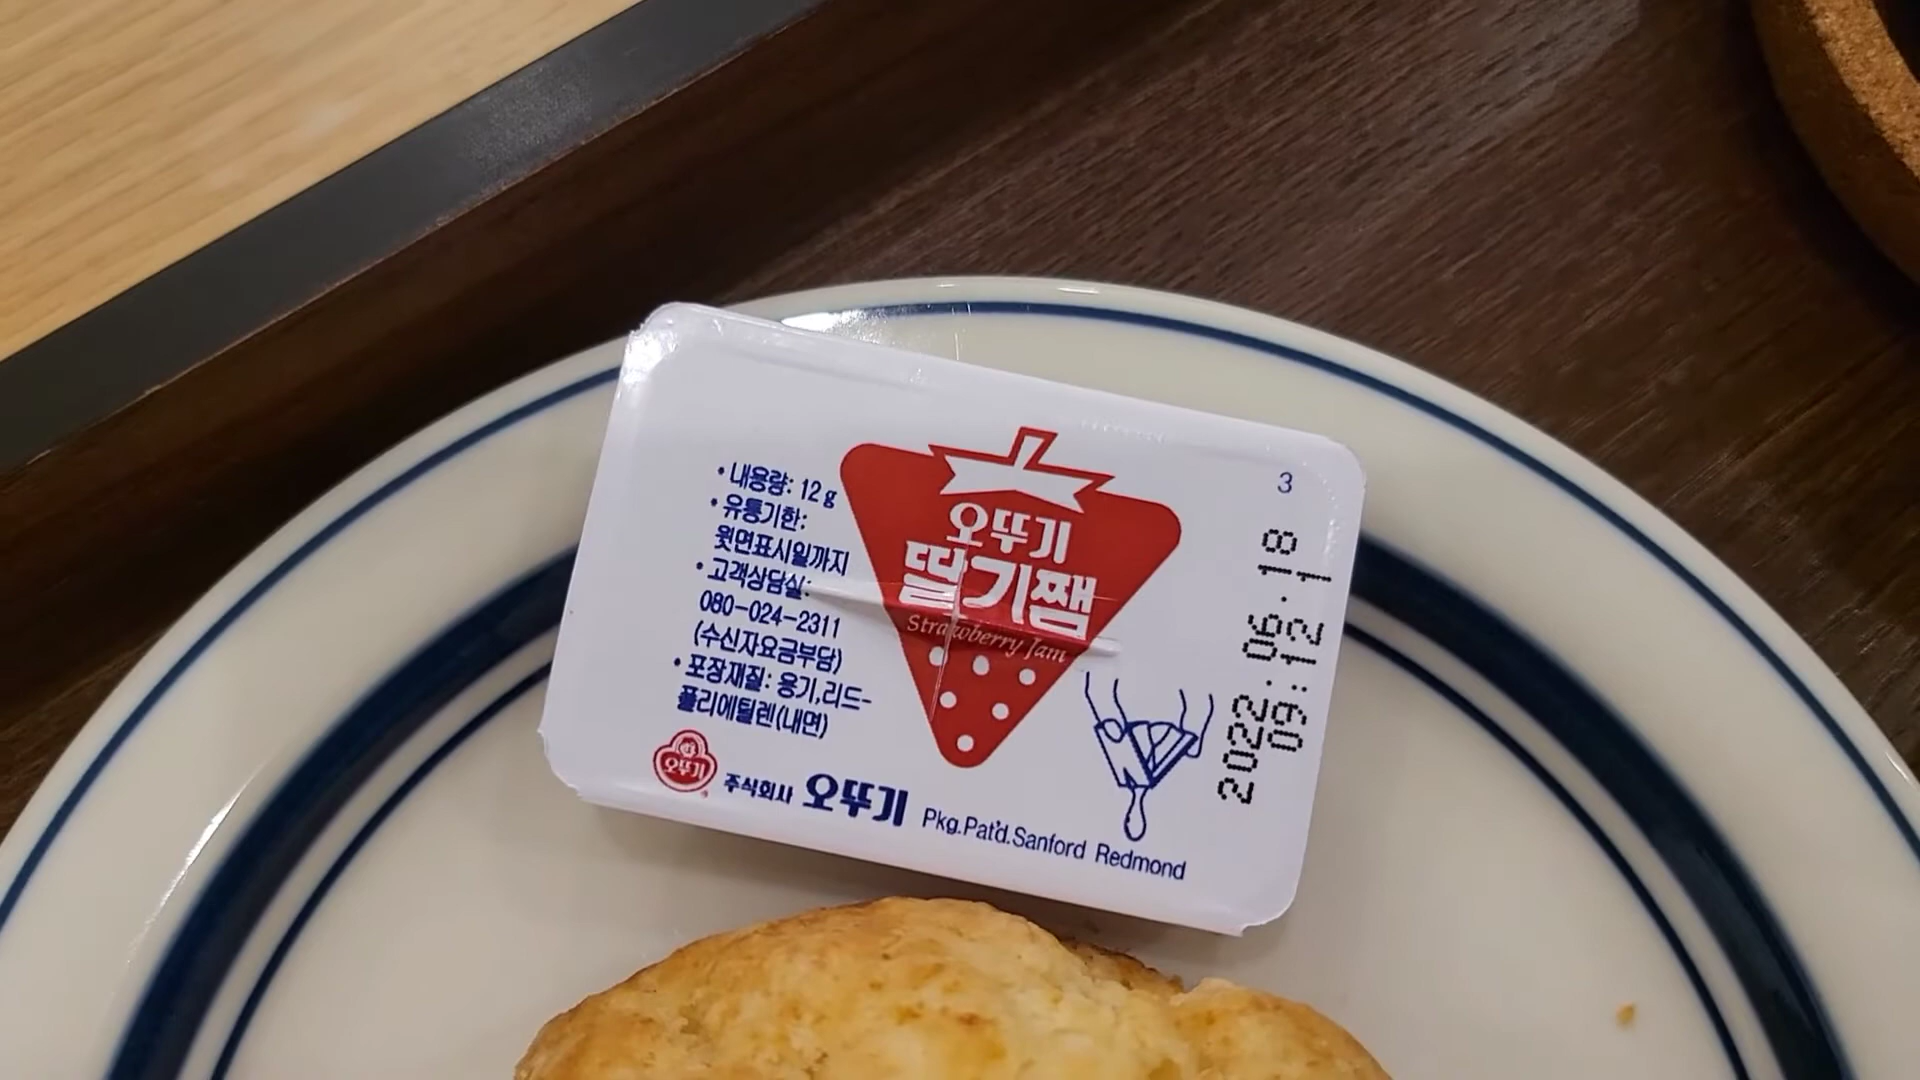 • 내용량: 12 g
• 유통기한:
윗면표시일까지
• 고객상담실:
080-024-2311
(수신자요금부담)
• 포장재질: 용기,리드-
폴리에틸렌(내면)
오뚜기
딸기쨈
Strawberry Jam
3
2022.06.18
09:12 1
오뚜기
주식회사 오뚜기 Pkg.Pat'd.Sanford Redmond